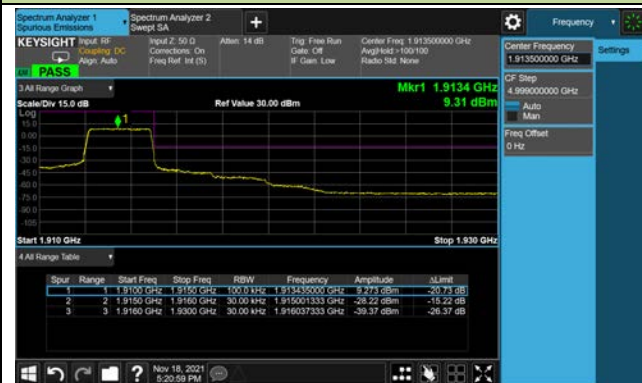 Spectrum Analyzer 1
Spurious Emissions
Spectrum Analyzer 2
Swept SA
+
Frequency
KEYSIGHT
Input: RF
Coupling: DC
Align: Auto
Input Z: 50 Ω
Corrections: On
Freq Ref: Int (S)
Atten: 14 dB
Trig: Free Run
Gate: Off
IF Gain: Low
Center Freq: 1.913500000 GHz
Avg|Hold:>100/100
Radio Std: None
PASS
Center Frequency
1.913500000 GHz
Settings
CF Step
4.999000000 GHz
Auto
Man
Freq Offset
0 Hz
3 All Range Graph
Mkr1 1.9134 GHz
9.31 dBm
Scale/Div 15.0 dB
Ref Value 30.00 dBm
Log
15.0
0.00
-15.0
-30.0
-45.0
-60.0
-75.0
-90.0
-105
1
Start 1.910 GHz
Stop 1.930 GHz
4 All Range Table
Spur Range Start Freq Stop Freq RBW Frequency Amplitude ΔLimit
1 1 1.9100 GHz 1.9150 GHz 100.0 kHz 1.913435000 GHz 9.273 dBm -20.73 dB
2 2 1.9150 GHz 1.9160 GHz 30.00 kHz 1.915001333 GHz -28.22 dBm -15.22 dB
3 3 1.9160 GHz 1.9300 GHz 30.00 kHz 1.916037333 GHz -39.37 dBm -26.37 dB
?
Nov 18, 2021
5:20:59 PM